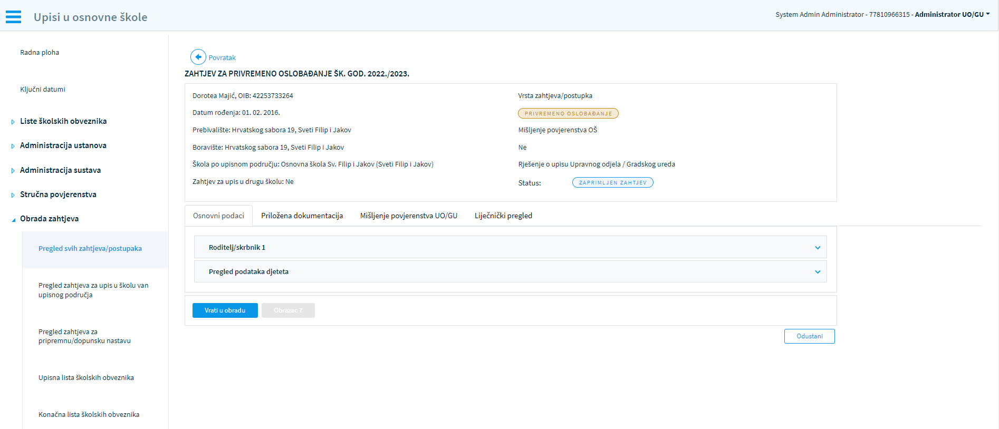 Upisi u osnovne škole
System Admin Administrator - 77810966315 - Administrator UO/GU
Radna ploha
Ključni datumi
Liste školskih obveznika
Administracija ustanova
Administracija sustava
Stručna povjerenstva
Obrada zahtjeva
Pregled svih zahtjeva/postupaka
Pregled zahtjeva za upis u školu van
upisnog područja
Pregled zahtjeva za
pripremnu/dopunsku nastavu
Upisna lista školskih obveznika
Konačna lista školskih obveznika
Povratak
ZAHTJEV ZA PRIVREMENO OSLOBAĐANJE ŠK. GOD. 2022./2023.
Dorotea Majić, OIB: 42253733264
Datum rođenja: 01. 02. 2016.
Prebivalište: Hrvatskog sabora 19, Sveti Filip i Jakov
Boravište: Hrvatskog sabora 19, Sveti Filip i Jakov
Škola po upisnom području: Osnovna škola Sv. Filip i Jakov (Sveti Filip i Jakov)
Zahtjev za upis u drugu školu: Ne
Vrsta zahtjeva/postupka
PRIVREMENO OSLOBAĐANJE
Mišljenje povjerenstva OŠ
Ne
Rješenje o upisu Upravnog odjela / Gradskog ureda
Status: ZAPRIMLJEN ZAHTJEV
Osnovni podaci Priložena dokumentacija Mišljenje povjerenstva UO/GU Liječnički pregled
Roditelj/skrbnik 1
Pregled podataka djeteta
Vrati u obradu Obrazac 7
Odustani